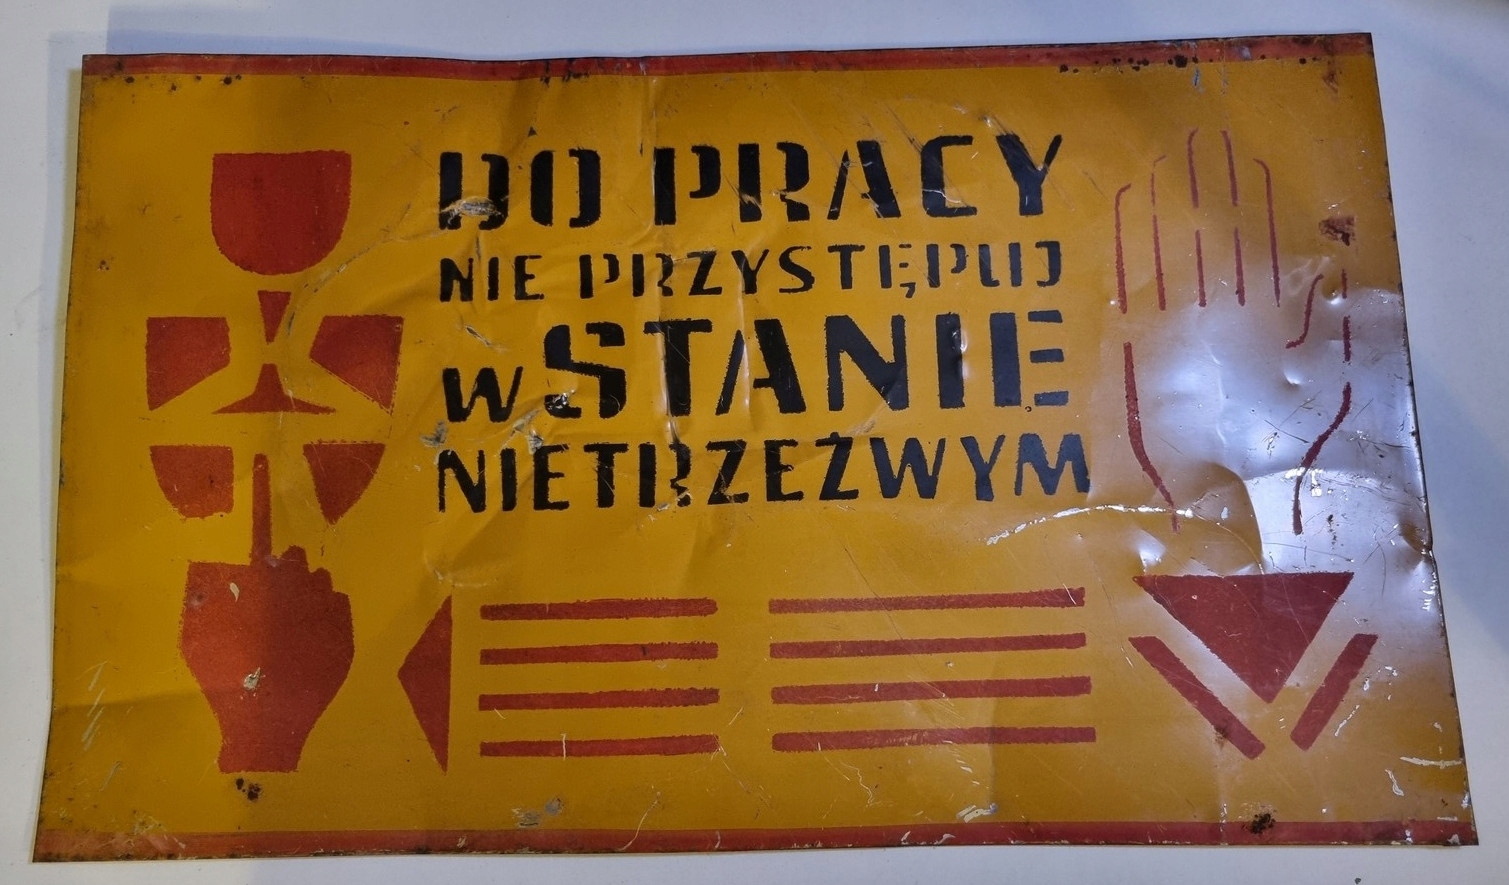 DO PRACY
NIE PRZYSTĘPUJ
W STANIE
NIETRZEŹWYM